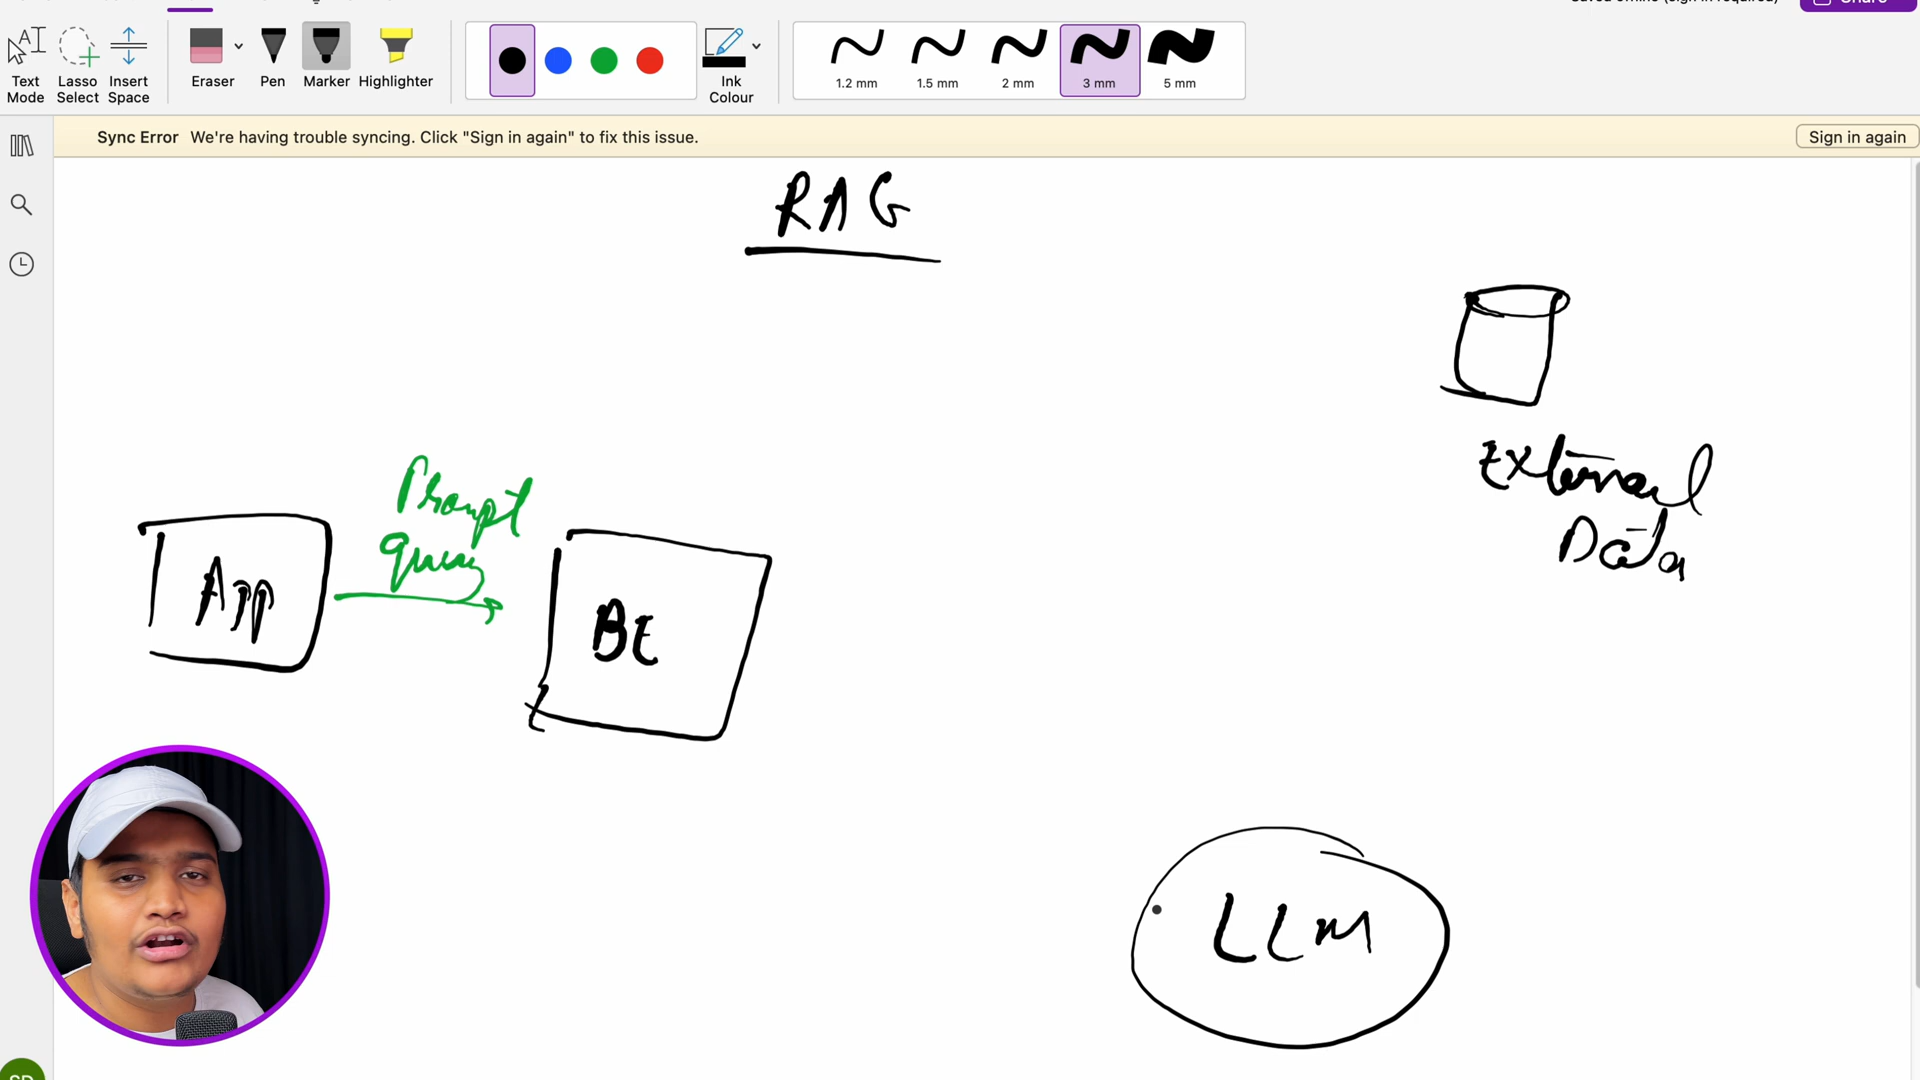 Text Mode
Lasso Select
Insert Space
Eraser
Pen
Marker
Highlighter
Ink Colour
1.2 mm
1.5 mm
2 mm
3 mm
5 mm
Sync Error We're having trouble syncing. Click "Sign in again" to fix this issue.
Sign in again
RAG
External
Data
Prompt
query
App
BE
LLM